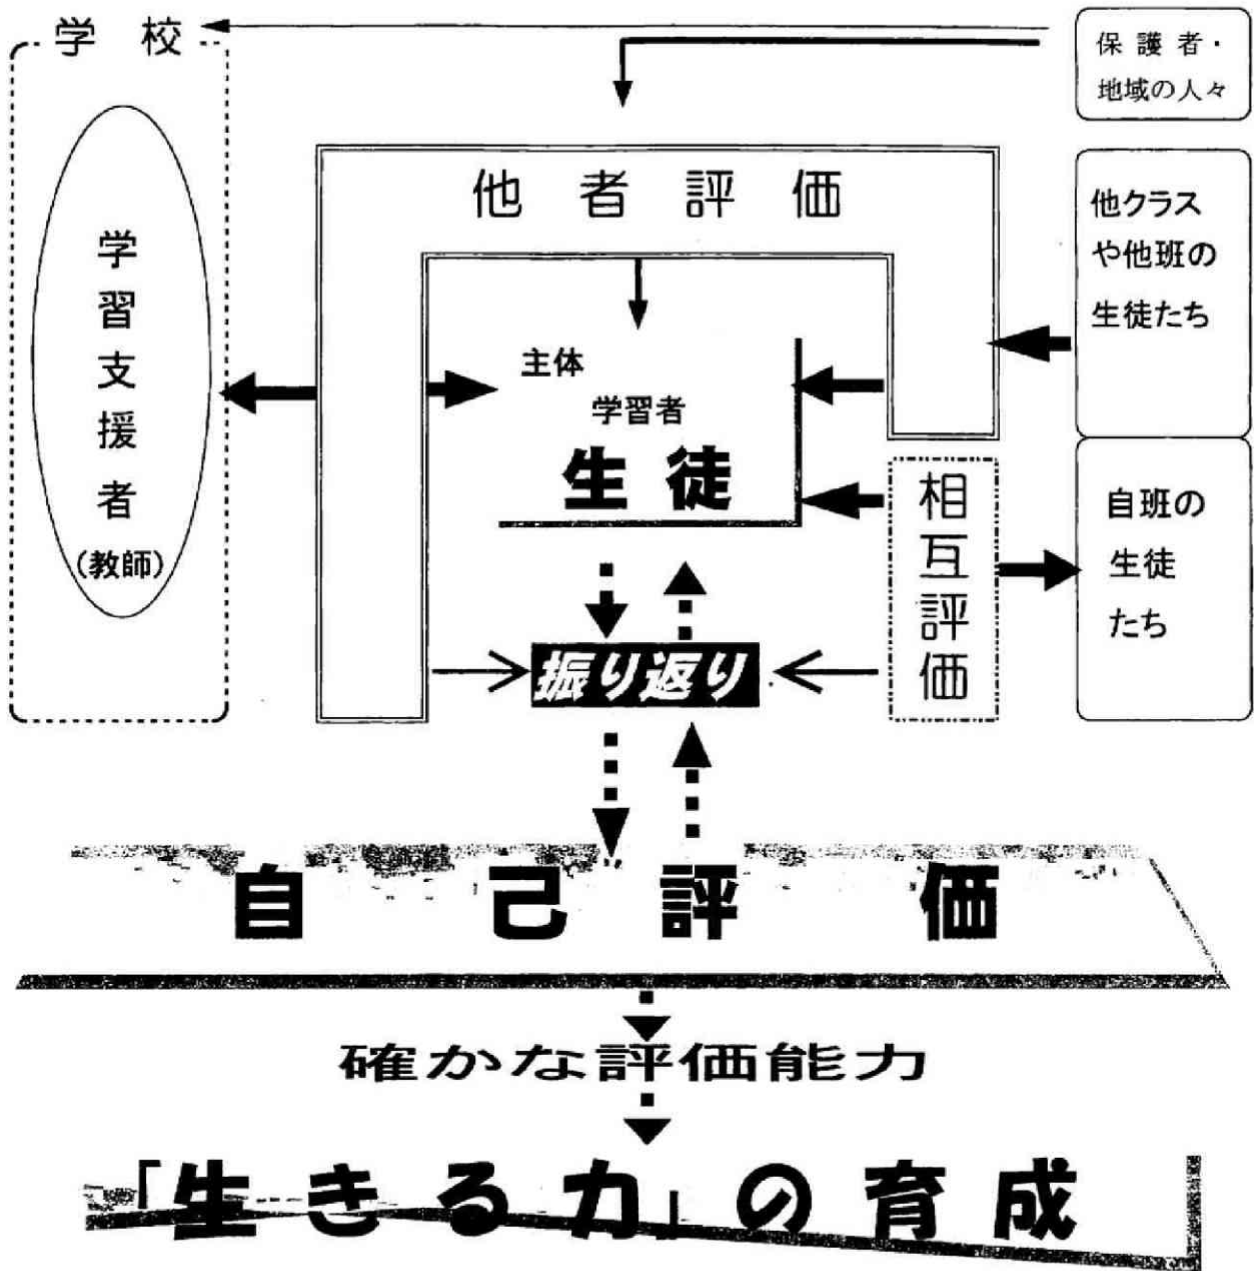 学校
保護者・
地域の人々
他者評価
学習支援者
(教師)
他クラス
や他班の
生徒たち
主体
学習者
生徒
相互評価
自班の
生徒
たち
振り返り
自己評価
確かな評価能力
「生きる力」の育成